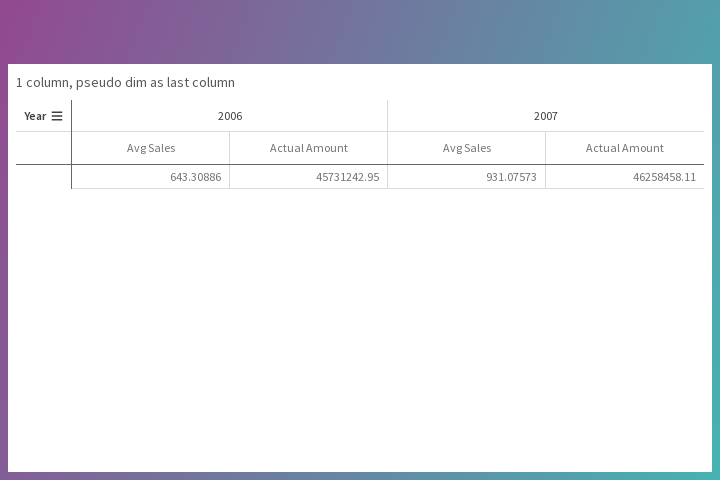 1 column, pseudo dim as last column
Year 2006 2007
Avg Sales Actual Amount Avg Sales Actual Amount
643.30886 45731242.95 931.07573 46258458.11